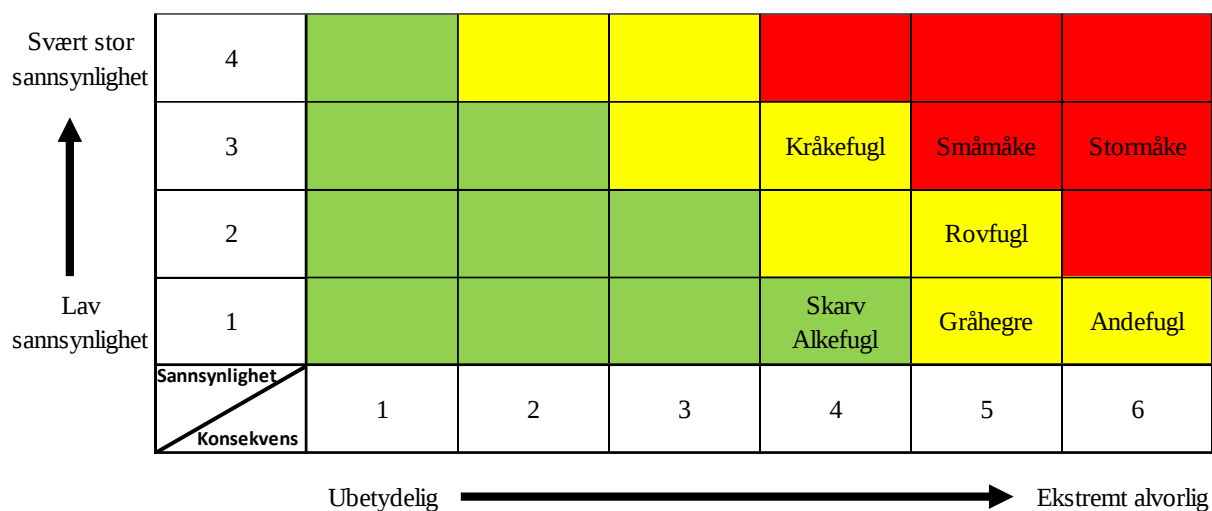 Svært stor
sannsynlighet
4
3
Kråkefugl
Småmåke
Stormåke
2
Rovfugl
Lav
sannsynlighet
1
Skarv
Alkefugl
Gråhegre
Andefugl
Sannsynlighet
Konsekvens
1
2
3
4
5
6
Ubetydelig
Ekstremt alvorlig